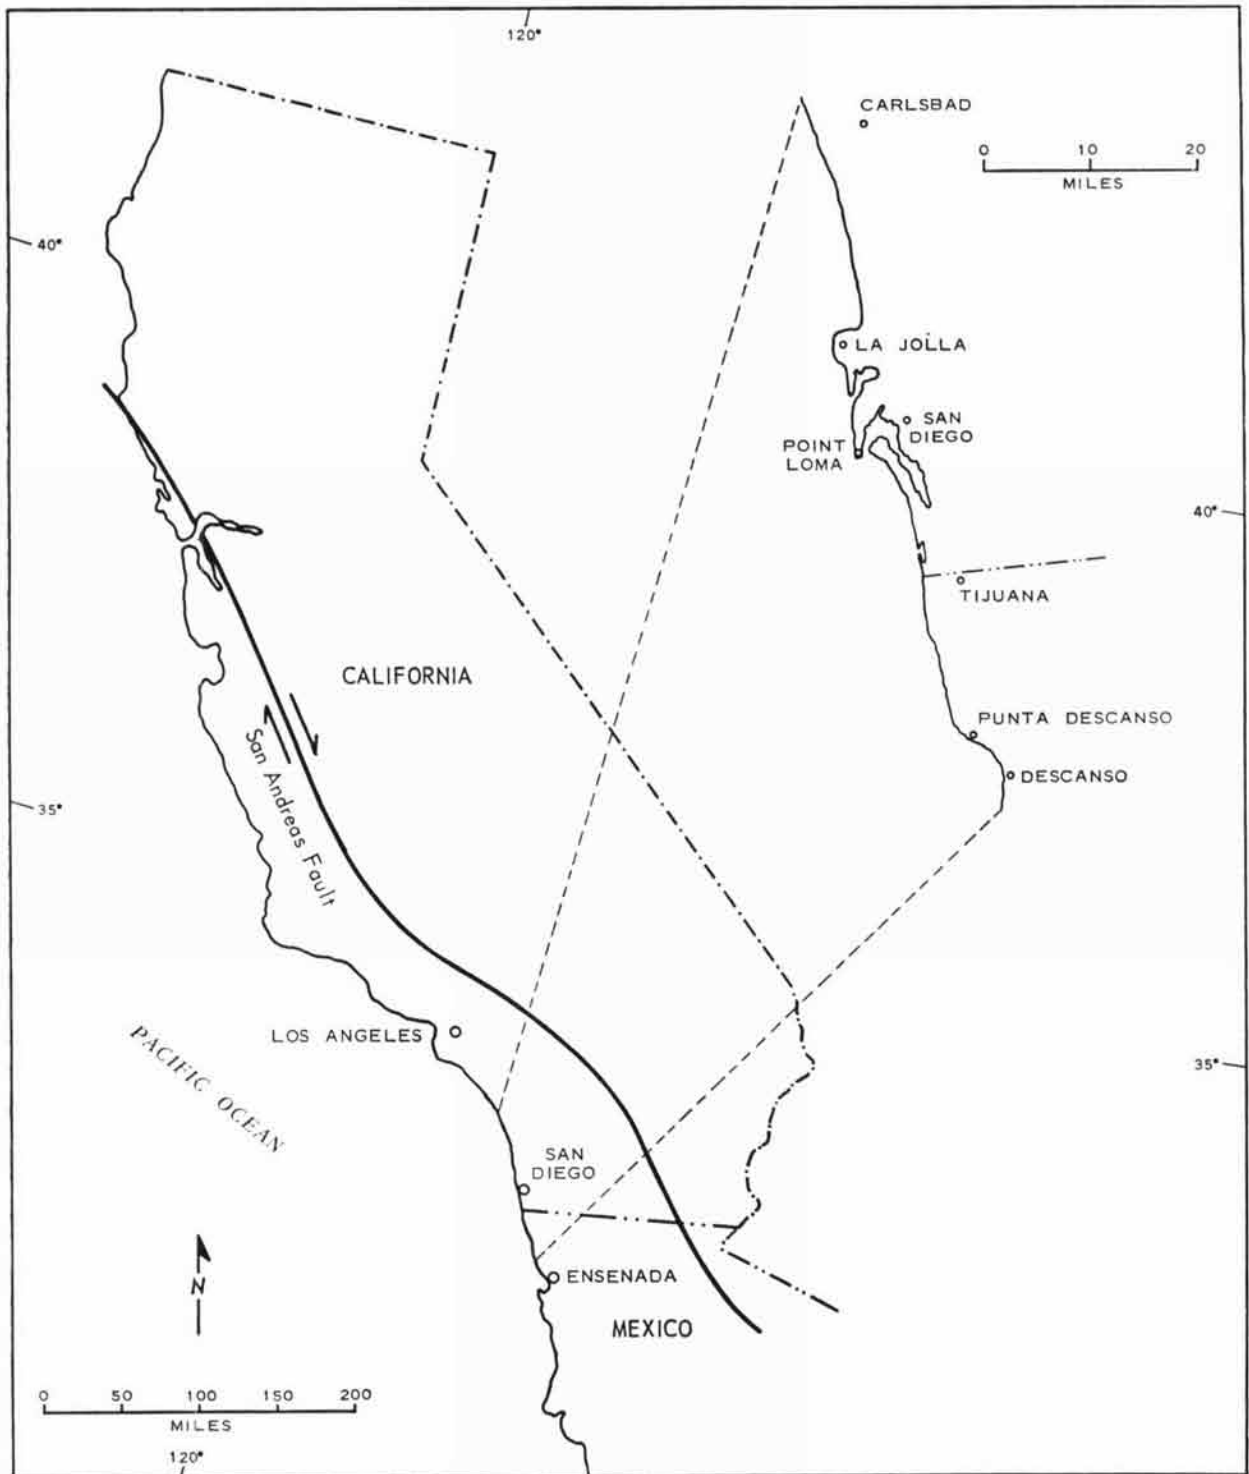 120°
CARLSBAD
0 10 20
MILES
40°
LA JOLLA
SAN
DIEGO
POINT
LOMA
40°
TIJUANA
CALIFORNIA
PUNTA DESCANSO
San Andreas Fault
DESCANSO
35°
LOS ANGELES
PACIFIC OCEAN
35°
SAN
DIEGO
N
ENSENADA
MEXICO
0 50 100 150 200
MILES
120°